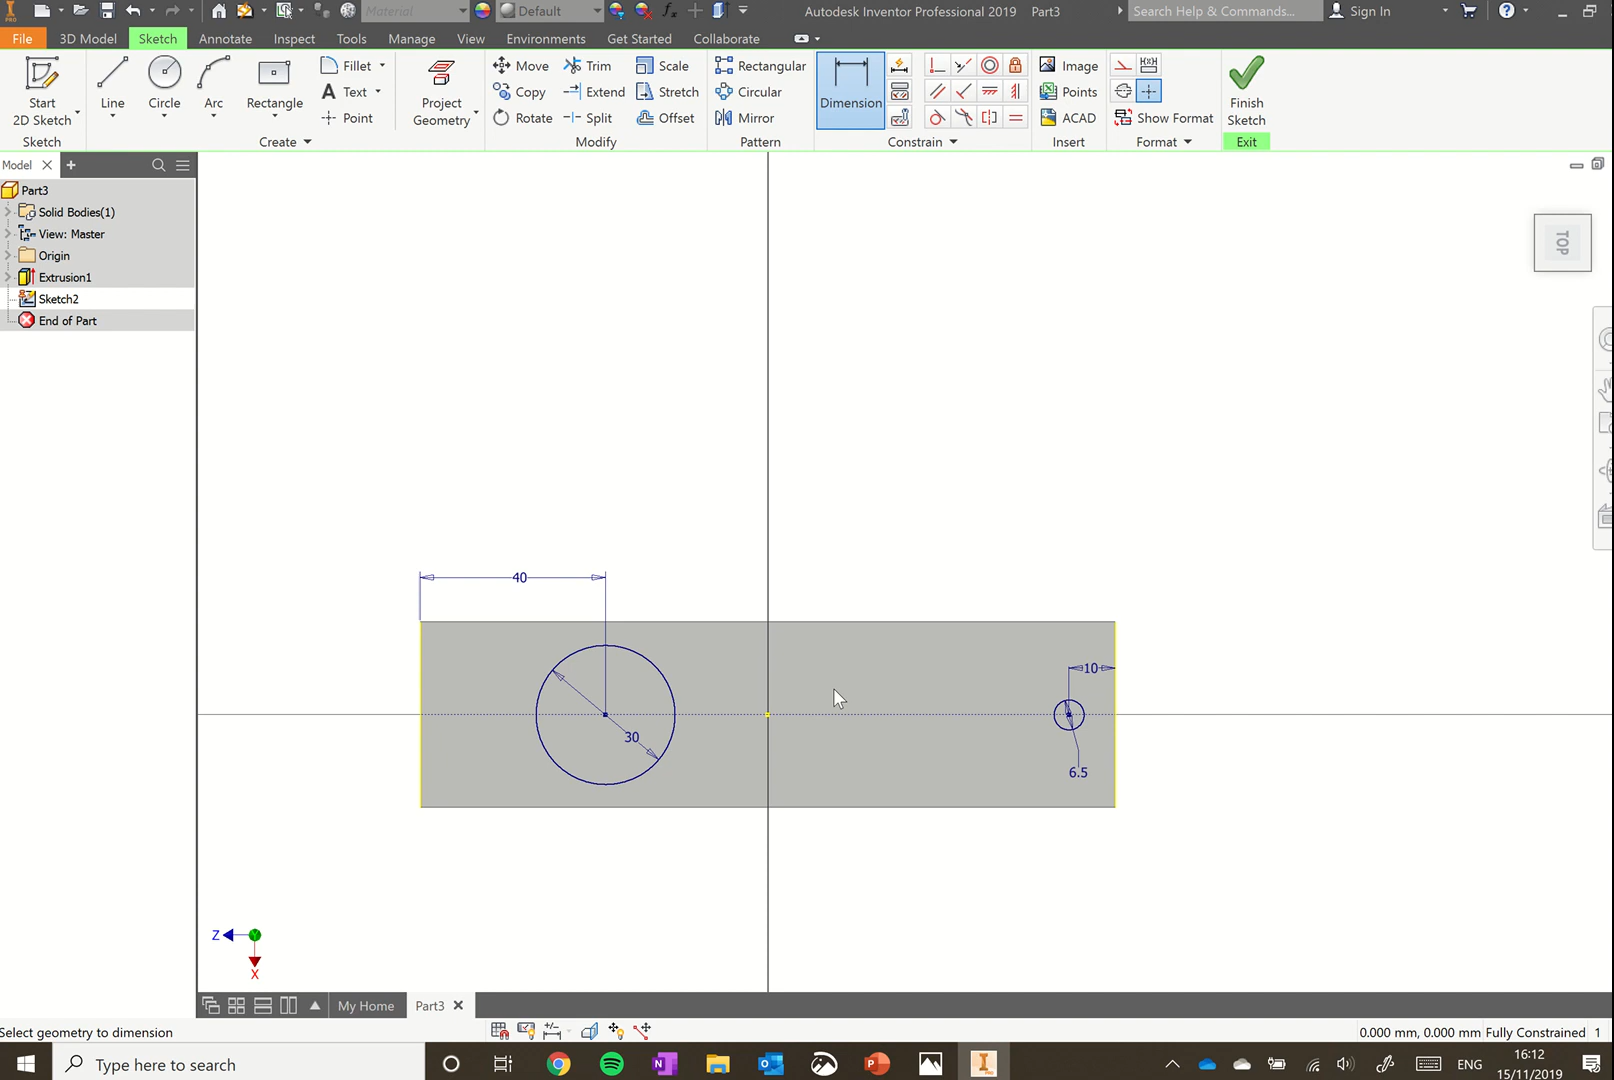 Material
Default
Autodesk Inventor Professional 2019 Part3
Search Help & Commands...
Sign In
File 3D Model Sketch Annotate Inspect Tools Manage View Environments Get Started Collaborate
Start
2D Sketch
Line
Circle
Arc
Rectangle
Fillet
Text
Point
Project
Geometry
Move
Trim
Scale
Copy
Extend
Stretch
Rotate
Split
Offset
Rectangular
Circular
Mirror
Dimension
Image
Points
ACAD
Show Format
Finish
Sketch
Sketch Create Modify Pattern Constrain Insert Format Exit
Model
Part3
Solid Bodies(1)
View: Master
Origin
Extrusion1
Sketch2
End of Part
TOP
40
10
30
6.5
Z
X
My Home
Part3
Select geometry to dimension
0.000 mm, 0.000 mm Fully Constrained 1
Type here to search
ENG
16:12
15/11/2019